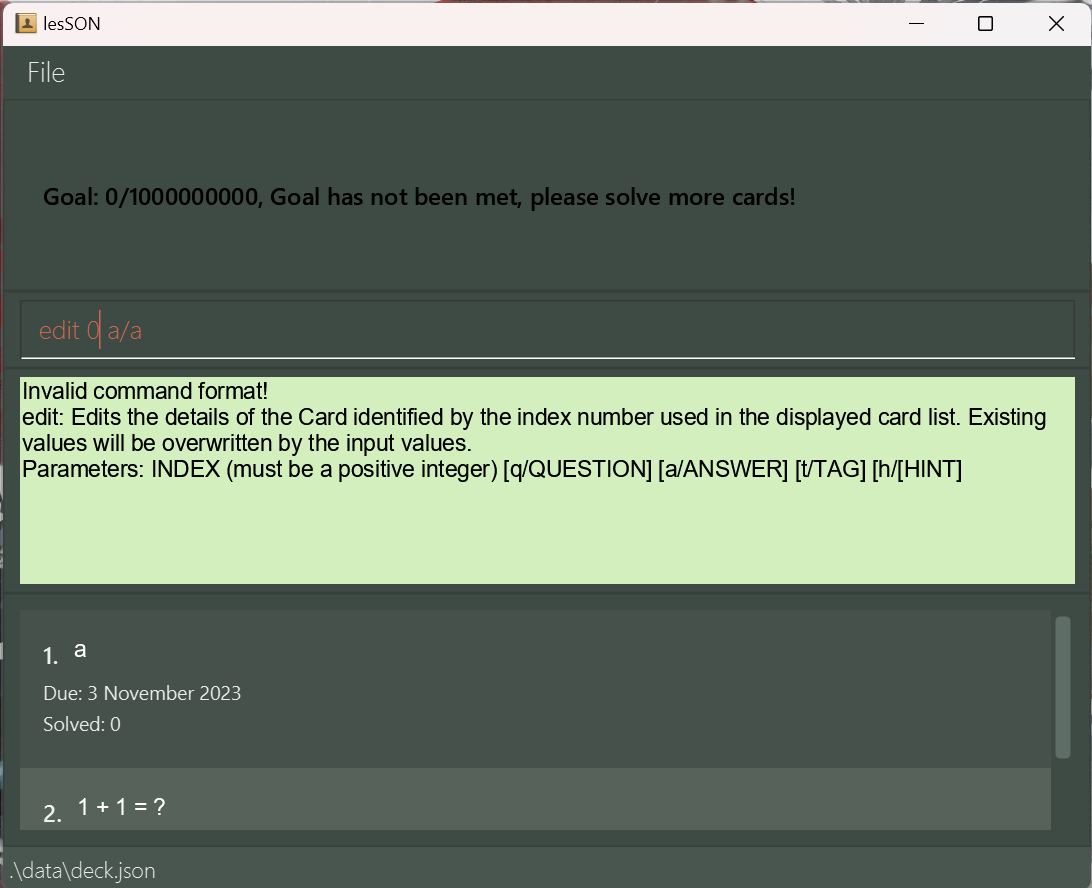 lesSON
File
Goal: 0/1000000000, Goal has not been met, please solve more cards!
edit 0 a/a
Invalid command format!
edit: Edits the details of the Card identified by the index number used in the displayed card list. Existing
values will be overwritten by the input values.
Parameters: INDEX (must be a positive integer) [q/QUESTION] [a/ANSWER] [t/TAG] [h/[HINT]
1. a
Due: 3 November 2023
Solved: 0
2. 1 + 1 = ?
.\data\deck.json